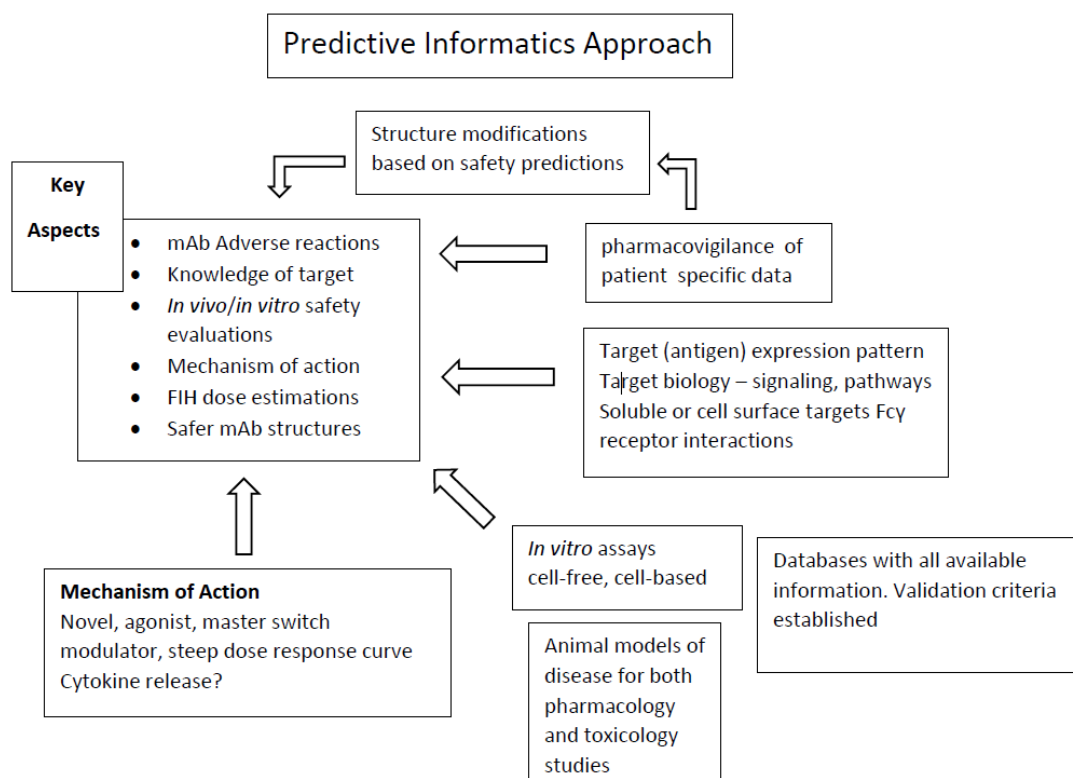 Predictive Informatics Approach
Structure modifications
based on safety predictions
Key
Aspects
• mAb Adverse reactions
• Knowledge of target
• In vivo/in vitro safety
evaluations
• Mechanism of action
• FIH dose estimations
• Safer mAb structures
pharmacovigilance of
patient specific data
Target (antigen) expression pattern
Target biology – signaling, pathways
Soluble or cell surface targets Fcγ
receptor interactions
Mechanism of Action
Novel, agonist, master switch
modulator, steep dose response curve
Cytokine release?
In vitro assays
cell-free, cell-based
Databases with all available
information. Validation criteria
established
Animal models of
disease for both
pharmacology
and toxicology
studies